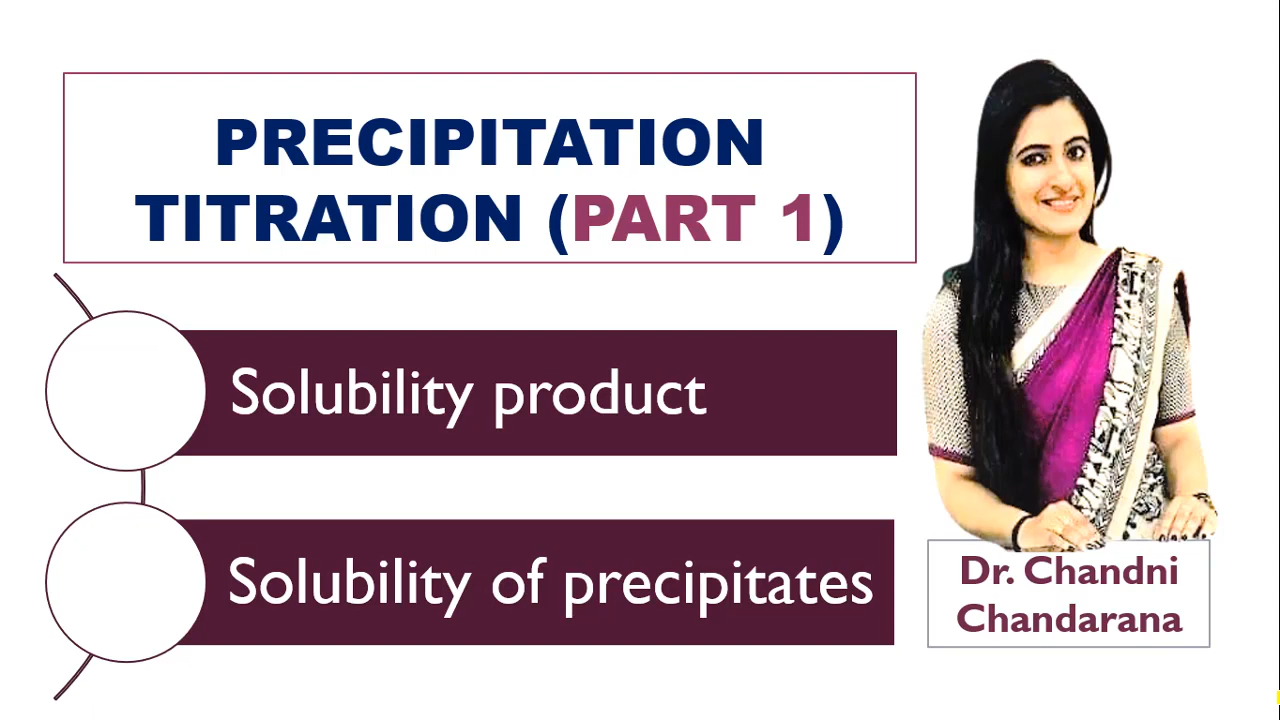 PRECIPITATION
TITRATION (PART 1)
Solubility product
Solubility of precipitates
Dr. Chandni
Chandarana